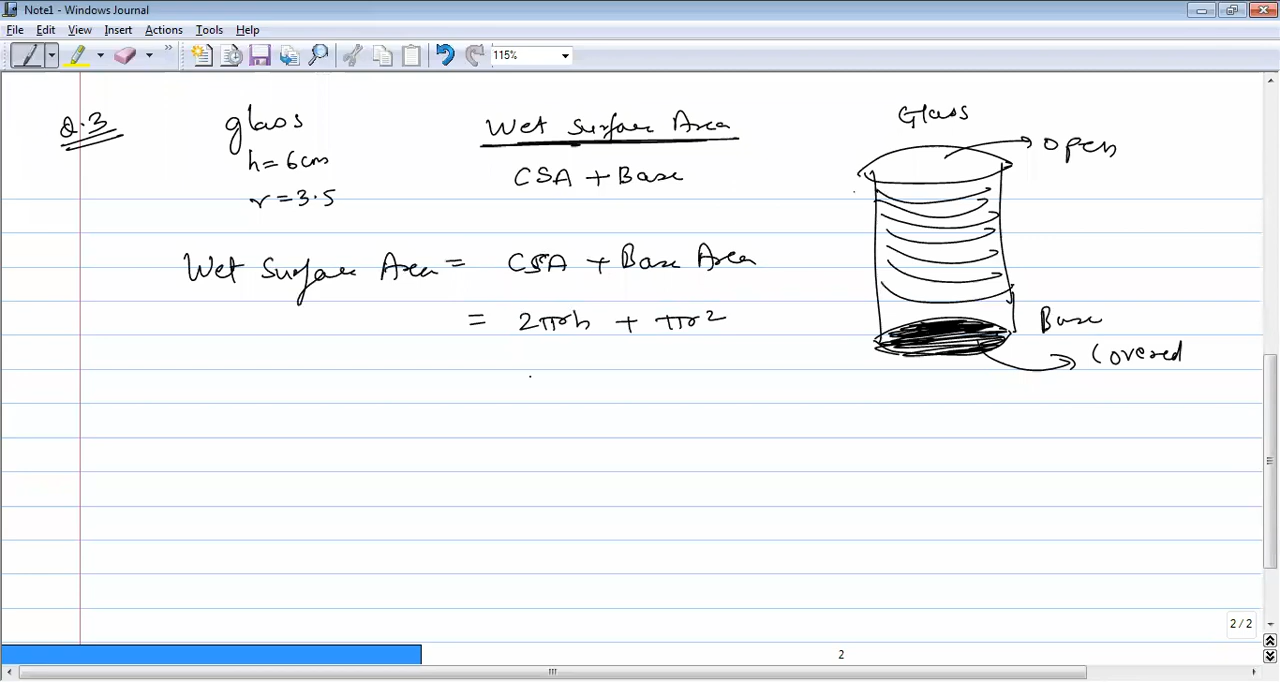 Note1 - Windows Journal
File Edit View Insert Actions Tools Help
115%
Q.3
glass
h = 6cm
r = 3.5
Wet Surface Area
CSA + Base
Glass
open
Wet Surface Area = CSA + Base Area
= 2πrh + πr2
Base
Covered
2 / 2
2